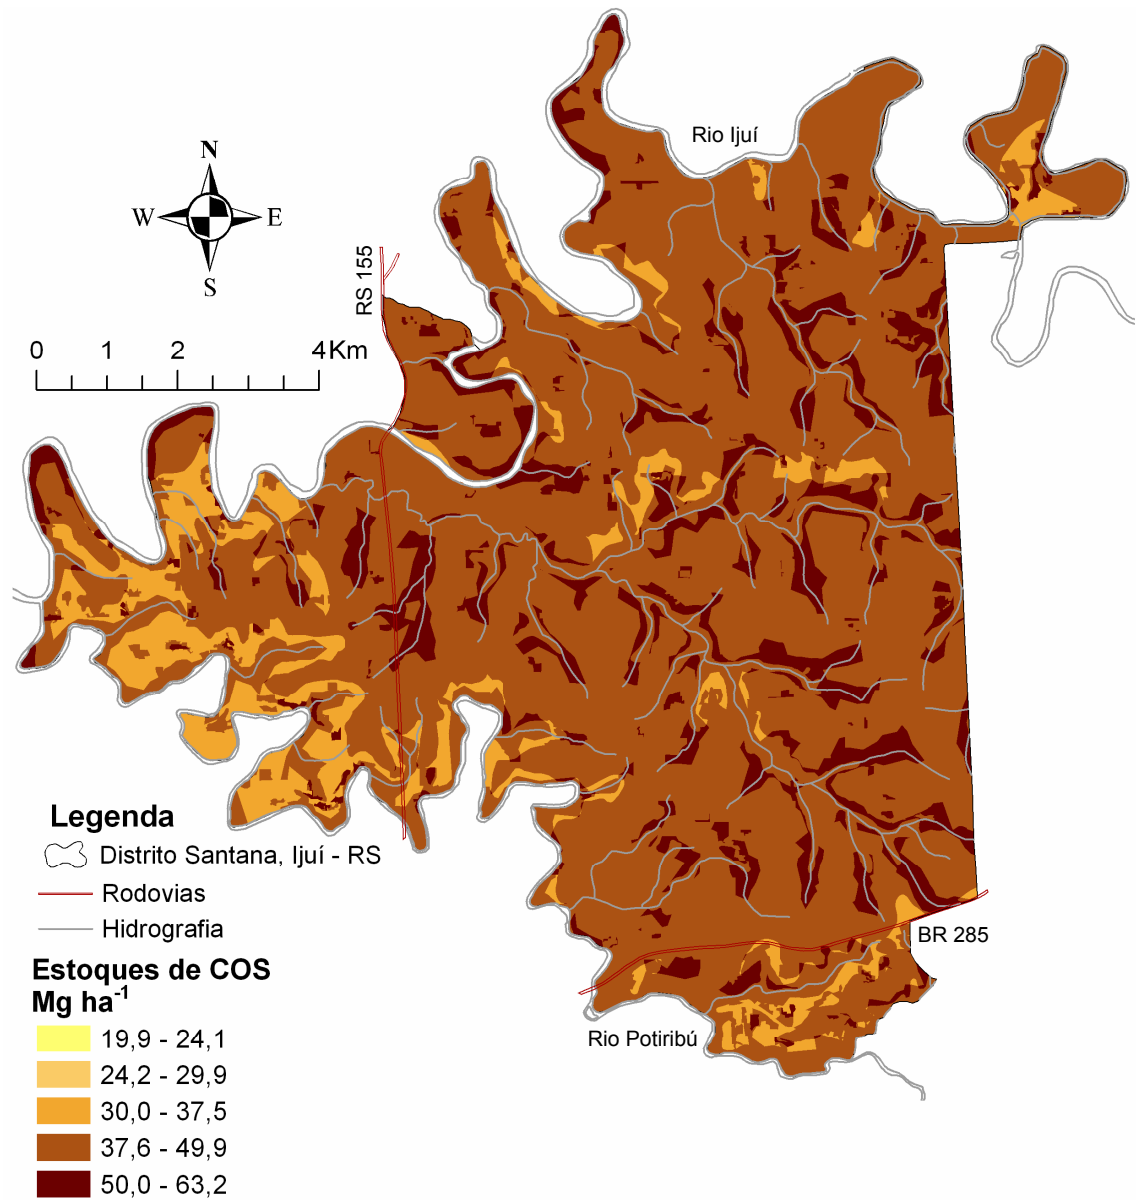 Rio Ijuí
N
W E
S
RS 155
0 1 2 4Km
Legenda
Distrito Santana, Ijuí - RS
Rodovias
Hidrografia
Estoques de COS
Mg ha-1
19,9 - 24,1
24,2 - 29,9
30,0 - 37,5
37,6 - 49,9
50,0 - 63,2
BR 285
Rio Potiribú